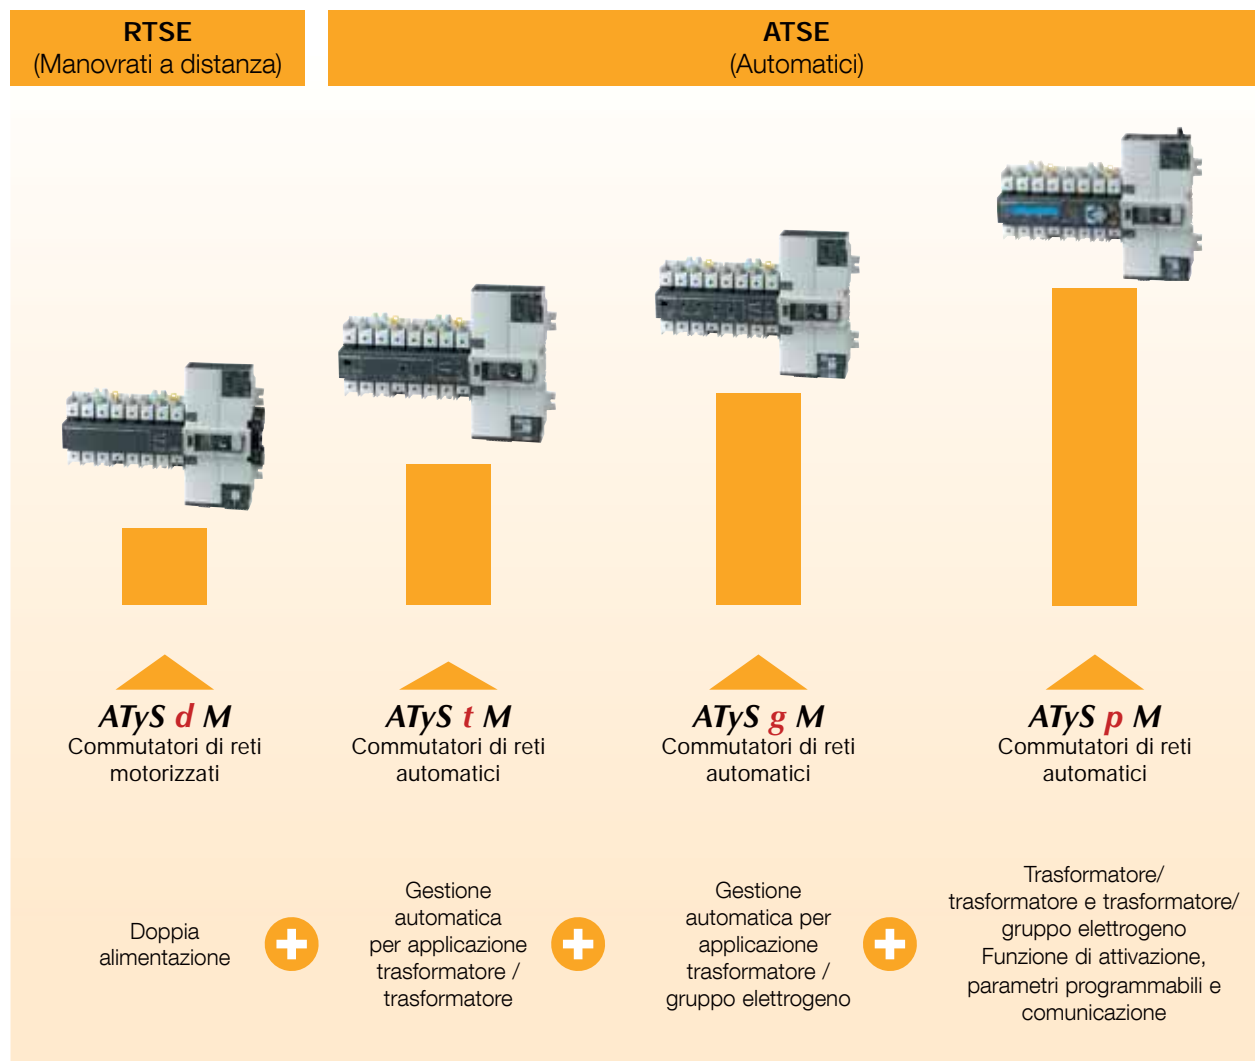 RTSE
(Manovrati a distanza)
ATSE
(Automatici)
ATyS d M
Commutatori di reti
motorizzati
ATyS t M
Commutatori di reti
automatici
ATyS g M
Commutatori di reti
automatici
ATyS p M
Commutatori di reti
automatici
Doppia
alimentazione
Gestione
automatica
per applicazione
trasformatore /
trasformatore
Gestione
automatica per
applicazione
trasformatore /
gruppo elettrogeno
Trasformatore/
trasformatore e trasformatore/
gruppo elettrogeno
Funzione di attivazione,
parametri programmabili e
comunicazione